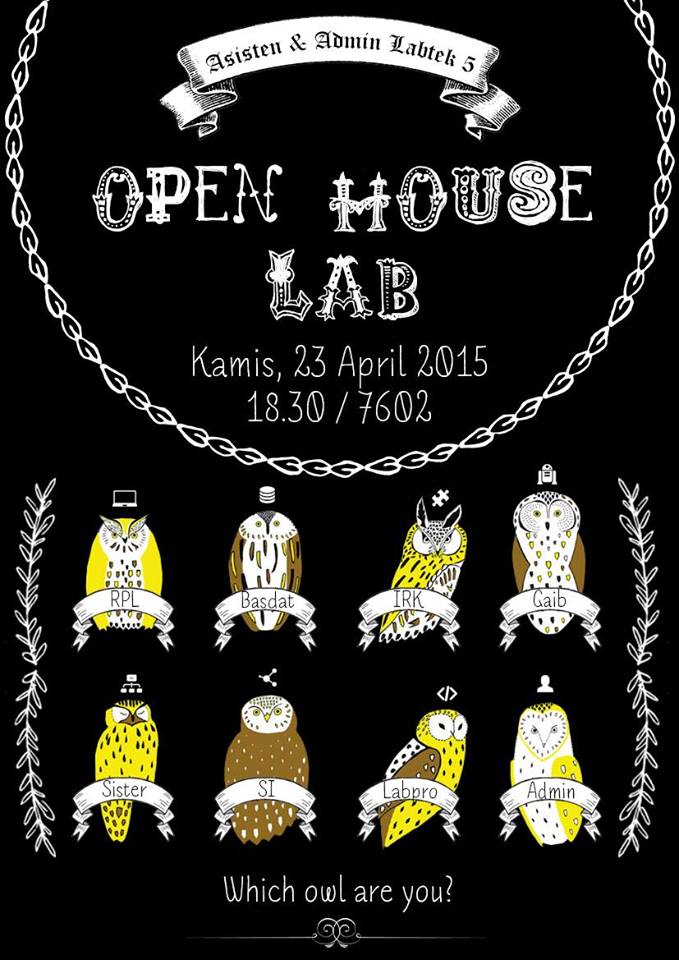 Asisten & Admin Labtek 5
OPEN HOUSE
LAB
Kamis, 23 April 2015
18.30 / 7602
RPL
Basdat
IRK
Gaib
Sister
SI
Labpro
Admin
Which owl are you?